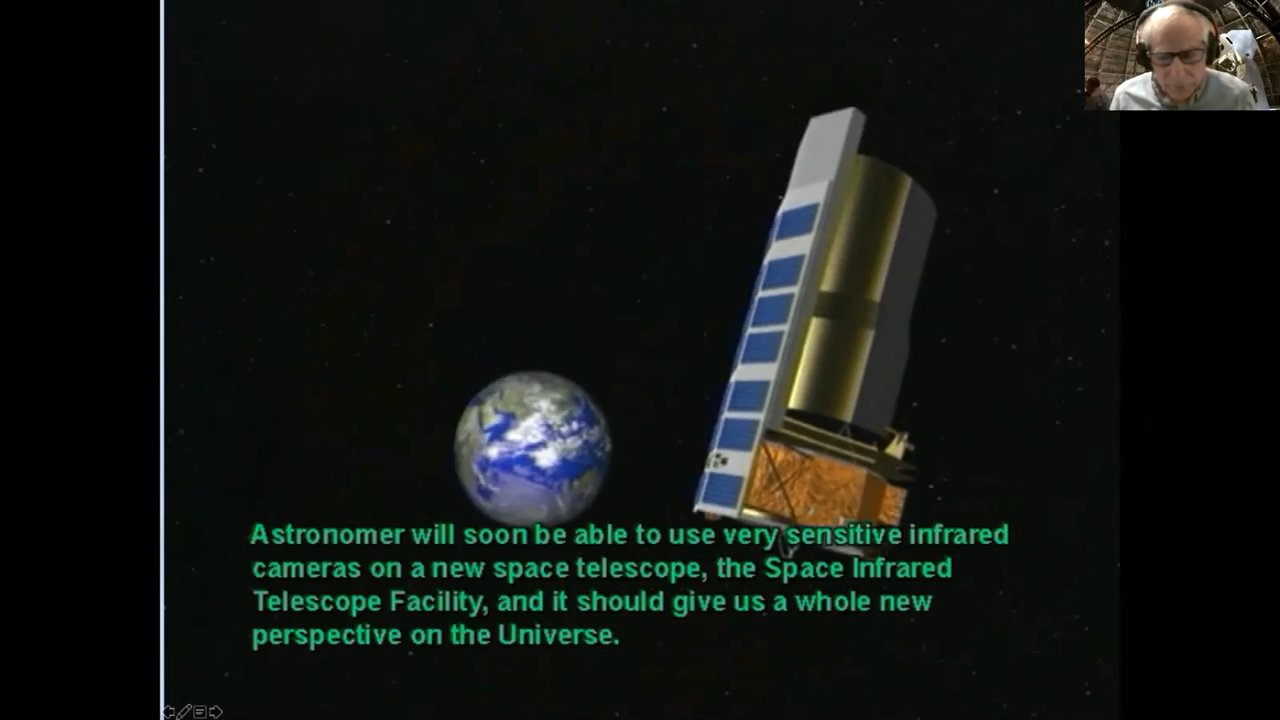 Astronomer will soon be able to use very sensitive infrared
cameras on a new space telescope, the Space Infrared
Telescope Facility, and it should give us a whole new
perspective on the Universe.